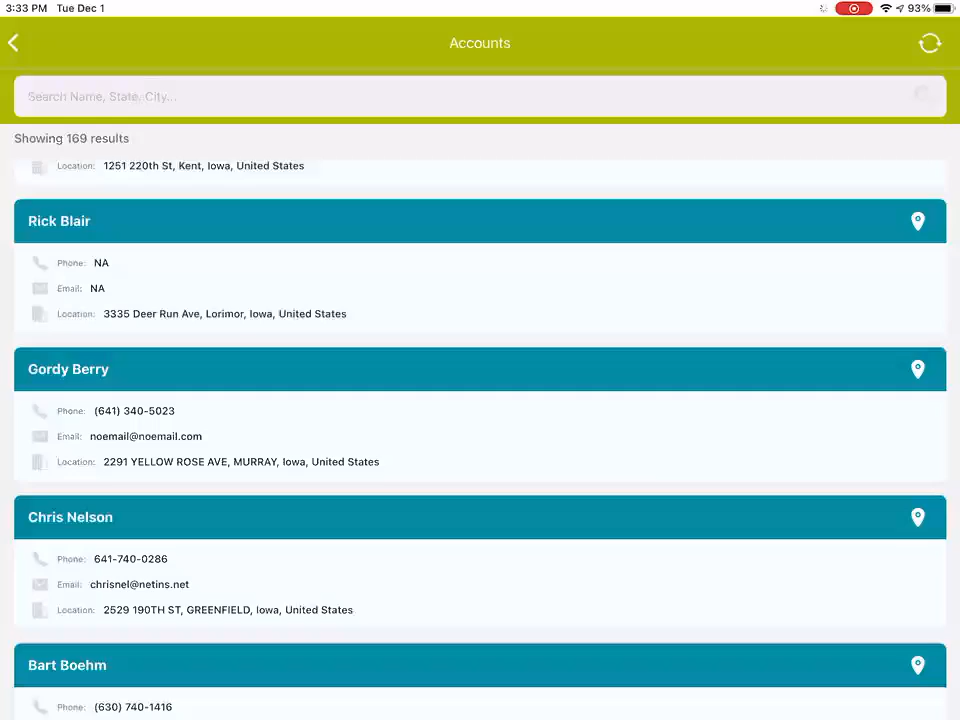 3:33 PM Tue Dec 1 93%
Accounts
Search Name, State, City...
Showing 169 results
Location: 1251 220th St, Kent, Iowa, United States
Rick Blair
Phone: NA
Email: NA
Location: 3335 Deer Run Ave, Lorimor, Iowa, United States
Gordy Berry
Phone: (641) 340-5023
Email: noemail@noemail.com
Location: 2291 YELLOW ROSE AVE, MURRAY, Iowa, United States
Chris Nelson
Phone: 641-740-0286
Email: chrisnel@netins.net
Location: 2529 190TH ST, GREENFIELD, Iowa, United States
Bart Boehm
Phone: (630) 740-1416